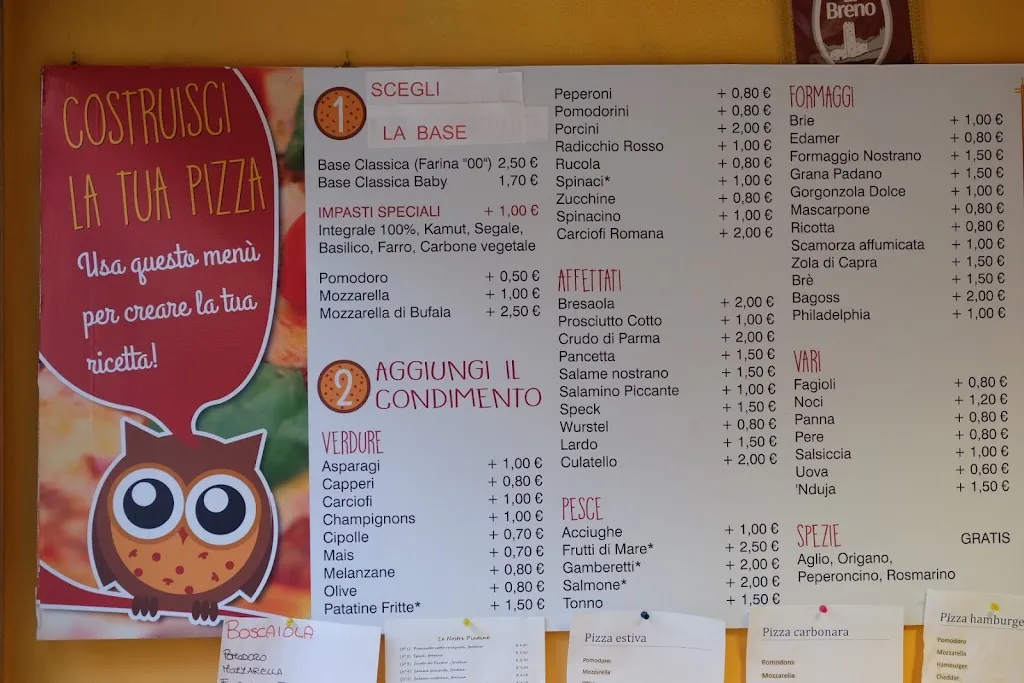 Breno
COSTRUISCI
LA TUA PIZZA
Usa questo menù
per creare la tua
ricetta!
1 SCEGLI
LA BASE
Base Classica (Farina "00") 2,50 €
Base Classica Baby 1,70 €
IMPASTI SPECIALI + 1,00 €
Integrale 100%, Kamut, Segale,
Basilico, Farro, Carbone vegetale
Pomodoro + 0,50 €
Mozzarella + 1,00 €
Mozzarella di Bufala + 2,50 €
2 AGGIUNGI IL
CONDIMENTO
VERDURE
Asparagi + 1,00 €
Capperi + 0,80 €
Carciofi + 1,00 €
Champignons + 1,00 €
Cipolle + 0,70 €
Mais + 0,70 €
Melanzane + 0,80 €
Olive + 0,80 €
Patatine Fritte* + 1,50 €
Peperoni + 0,80 €
Pomodorini + 0,80 €
Porcini + 2,00 €
Radicchio Rosso + 1,00 €
Rucola + 0,80 €
Spinaci* + 1,00 €
Zucchine + 0,80 €
Spinacino + 1,00 €
Carciofi Romana + 2,00 €
AFFETTATI
Bresaola + 2,00 €
Prosciutto Cotto + 1,00 €
Crudo di Parma + 2,00 €
Pancetta + 1,50 €
Salame nostrano + 1,50 €
Salamino Piccante + 1,00 €
Speck + 1,50 €
Wurstel + 0,80 €
Lardo + 1,50 €
Culatello + 2,00 €
PESCE
Acciughe + 1,00 €
Frutti di Mare* + 2,50 €
Gamberetti* + 2,00 €
Salmone* + 2,00 €
Tonno + 1,50 €
FORMAGGI
Brie + 1,00 €
Edamer + 0,80 €
Formaggio Nostrano + 1,50 €
Grana Padano + 1,50 €
Gorgonzola Dolce + 1,00 €
Mascarpone + 0,80 €
Ricotta + 0,80 €
Scamorza affumicata + 1,00 €
Zola di Capra + 1,50 €
Brè + 1,50 €
Bagoss + 2,00 €
Philadelphia + 1,00 €
VARI
Fagioli + 0,80 €
Noci + 1,20 €
Panna + 0,80 €
Pere + 0,80 €
Salsiccia + 1,00 €
Uova + 0,60 €
'Nduja + 1,50 €
SPEZIE GRATIS
Aglio, Origano,
Peperoncino, Rosmarino
BOSCAIOLA
POMODORO
MOZZARELLA
Le Nostre Piadine
Pizza estiva
Pomodoro
Mozzarella
Pizza carbonara
Pomodoro
Mozzarella
Pizza hamburge
Pomodoro
Mozzarella
Hamburger
Cheddar